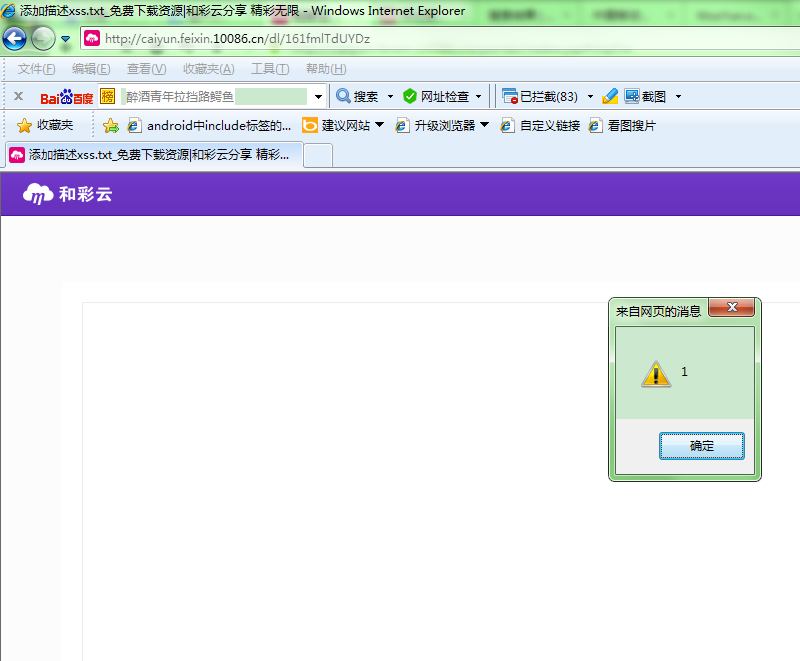 添加描述xss.txt_免费下载资源|和彩云分享 精彩无限 - Windows Internet Explorer
http://caiyun.feixin.10086.cn/dl/161fmlTdUYDz
文件(F) 编辑(E) 查看(V) 收藏夹(A) 工具(T) 帮助(H)
Bai百度 榜 醉酒青年拉挡路鳄鱼 搜索 网址检查 已拦截(83) 截图
收藏夹 android中include标签的... 建议网站 升级浏览器 自定义链接 看图搜片
添加描述xss.txt_免费下载资源|和彩云分享 精彩...
m 和彩云
来自网页的消息
1
确定